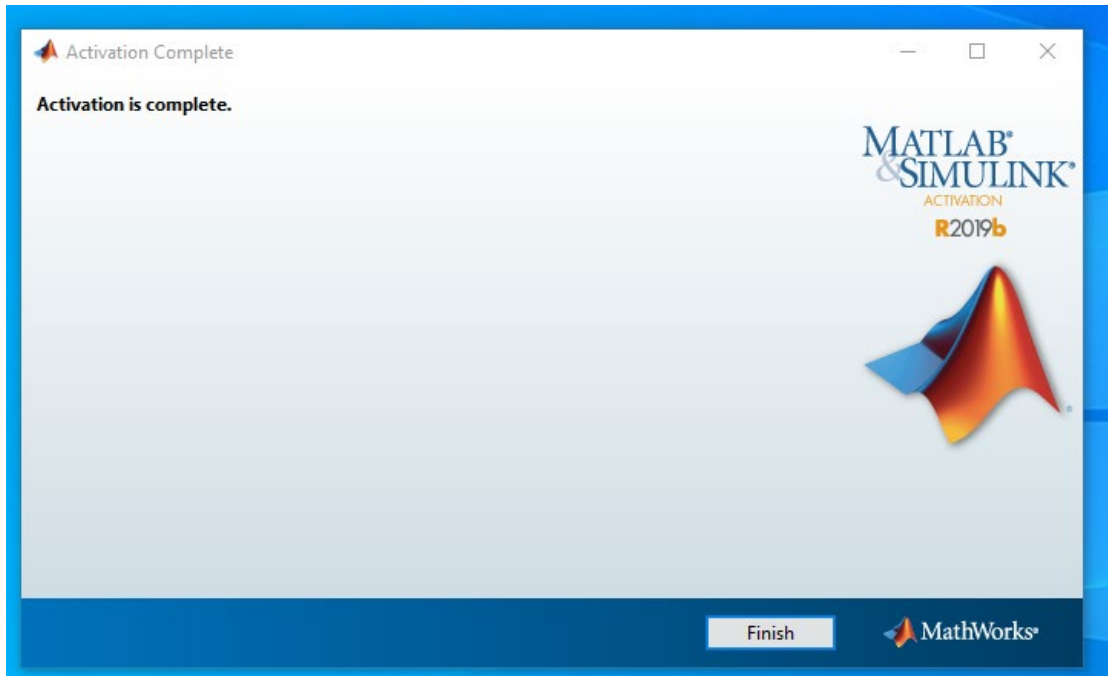 Activation Complete
Activation is complete.
MATLAB®
&SIMULINK®
ACTIVATION
R2019b
®
Finish
MathWorks®